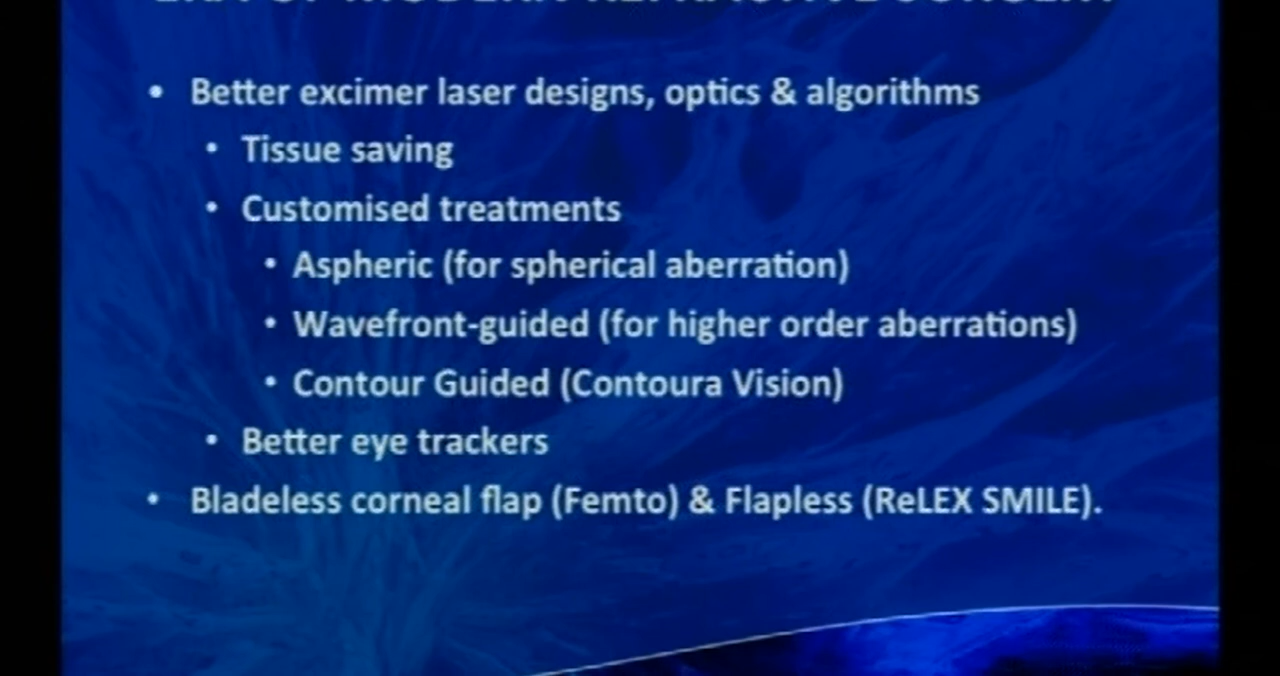 • Better excimer laser designs, optics & algorithms
• Tissue saving
• Customised treatments
• Aspheric (for spherical aberration)
• Wavefront-guided (for higher order aberrations)
• Contour Guided (Contoura Vision)
• Better eye trackers
• Bladeless corneal flap (Femto) & Flapless (ReLEX SMILE).